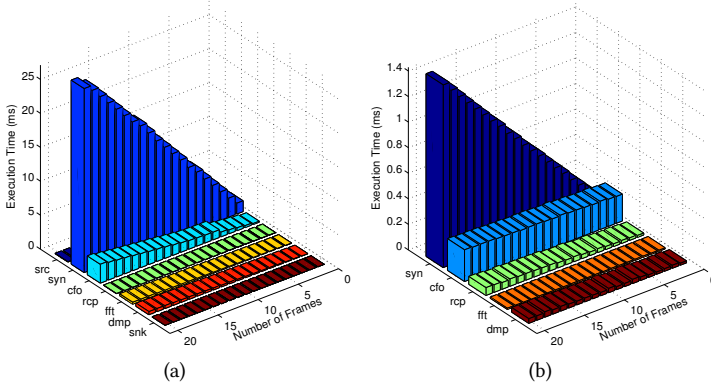 25
20
15
10
5
0
Execution Time (ms)
src
syn
cfo
rcp
fft
dmp
snk
20
15
10
5
0
Number of Frames
(a)
1.4
1.2
1
0.8
0.6
0.4
0.2
0
Execution Time (ms)
syn
cfo
rcp
fft
dmp
20
15
10
5
0
Number of Frames
(b)